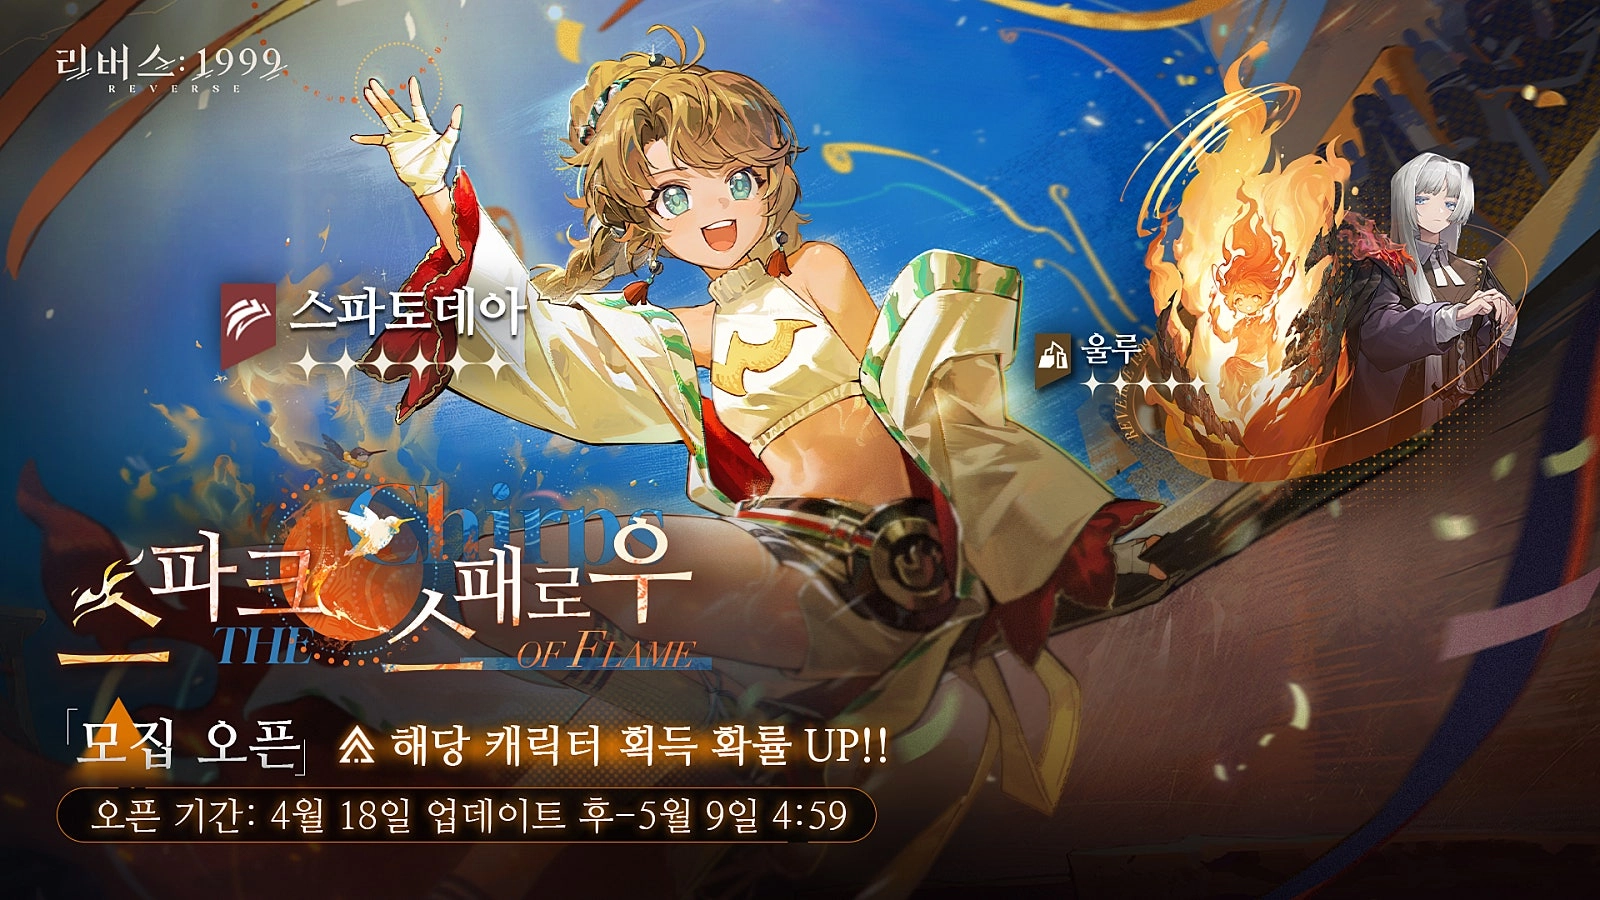 리버스:1999
REVERSE
스파토데아
울루
Chirps
스파크 스패로우
THE
OF FLAME
「모집 오픈」 해당 캐릭터 획득 확률 UP!!
오픈 기간: 4월 18일 업데이트 후-5월 9일 4:59